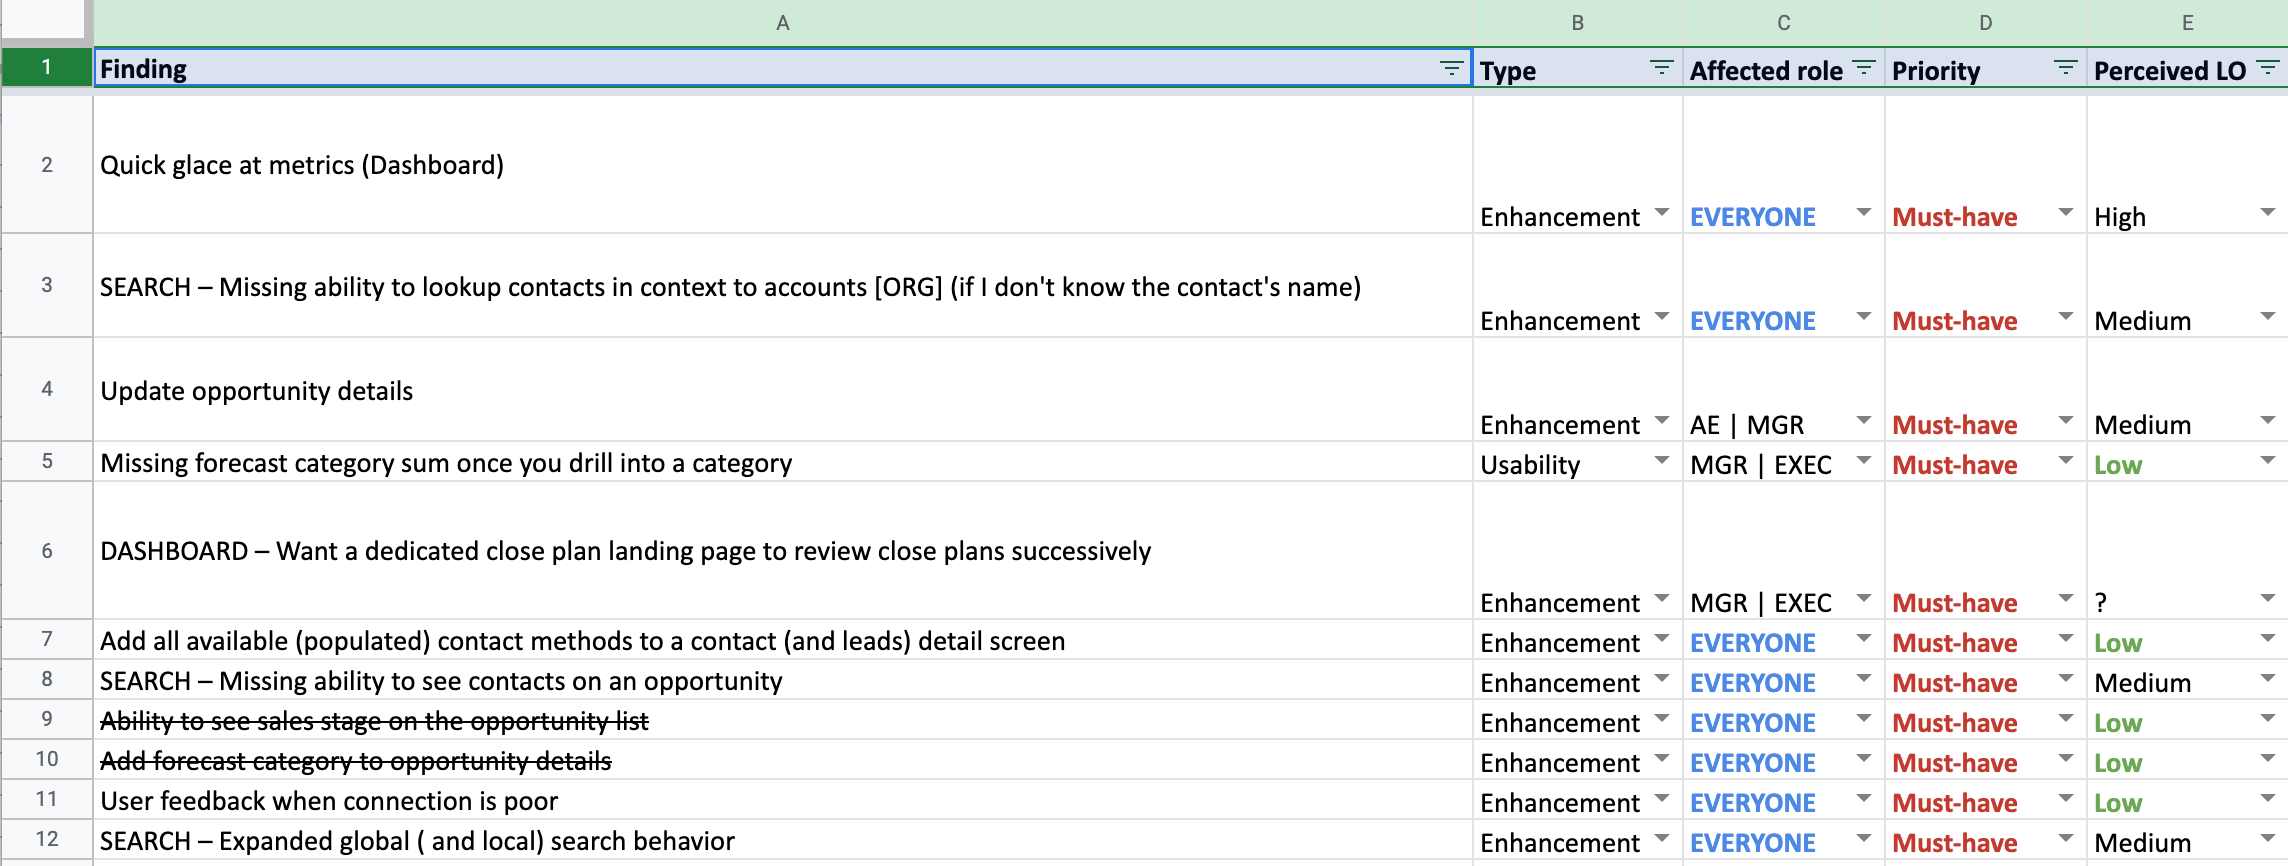 A B C D E
1 Finding Type Affected role Priority Perceived LO
2 Quick glace at metrics (Dashboard) Enhancement EVERYONE Must-have High
3 SEARCH – Missing ability to lookup contacts in context to accounts [ORG] (if I don't know the contact's name) Enhancement EVERYONE Must-have Medium
4 Update opportunity details Enhancement AE | MGR Must-have Medium
5 Missing forecast category sum once you drill into a category Usability MGR | EXEC Must-have Low
6 DASHBOARD – Want a dedicated close plan landing page to review close plans successively Enhancement MGR | EXEC Must-have ?
7 Add all available (populated) contact methods to a contact (and leads) detail screen Enhancement EVERYONE Must-have Low
8 SEARCH – Missing ability to see contacts on an opportunity Enhancement EVERYONE Must-have Medium
9 Ability to see sales stage on the opportunity list Enhancement EVERYONE Must-have Low
10 Add forecast category to opportunity details Enhancement EVERYONE Must-have Low
11 User feedback when connection is poor Enhancement EVERYONE Must-have Low
12 SEARCH – Expanded global ( and local) search behavior Enhancement EVERYONE Must-have Medium